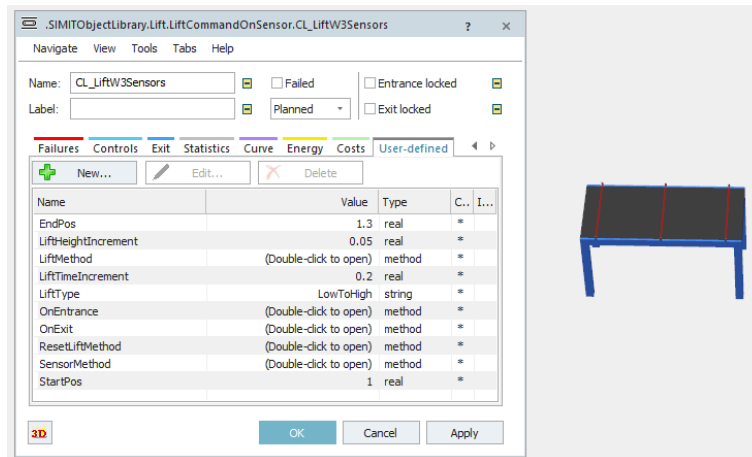 .SIMITObjectLibrary.Lift.LiftCommandOnSensor.CL_LiftW3Sensors ? ×
Navigate View Tools Tabs Help
Name: CL_LiftW3Sensors Failed Entrance locked
Label: Planned Exit locked
Failures Controls Exit Statistics Curve Energy Costs User-defined
New... Edit... Delete
Name Value Type C.. I...
EndPos 1.3 real *
LiftHeightIncrement 0.05 real *
LiftMethod (Double-click to open) method *
LiftTimeIncrement 0.2 real *
LiftType LowToHigh string *
OnEntrance (Double-click to open) method *
OnExit (Double-click to open) method *
ResetLiftMethod (Double-click to open) method *
SensorMethod (Double-click to open) method *
StartPos 1 real *
3D OK Cancel Apply